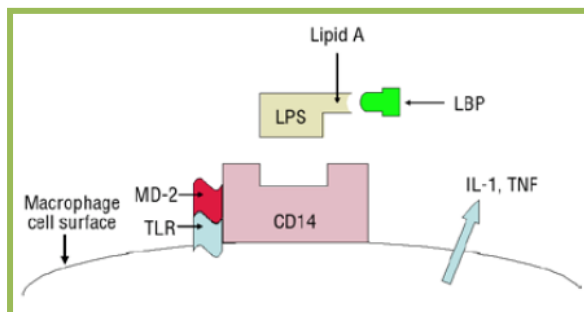 Lipid A
LPS
LBP
MD-2
IL-1, TNF
Macrophage
cell surface
TLR
CD14